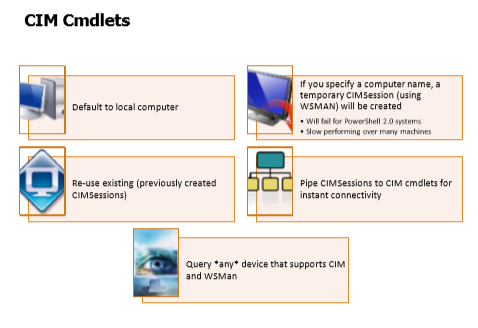 CIM Cmdlets
Default to local computer
If you specify a computer name, a
temporary CIMSession (using
WSMAN) will be created
• Will fail for PowerShell 2.0 systems
• Slow performing over many machines
Re-use existing (previously created
CIMSessions)
Pipe CIMSessions to CIM cmdlets for
instant connectivity
Query *any* device that supports CIM
and WSMan